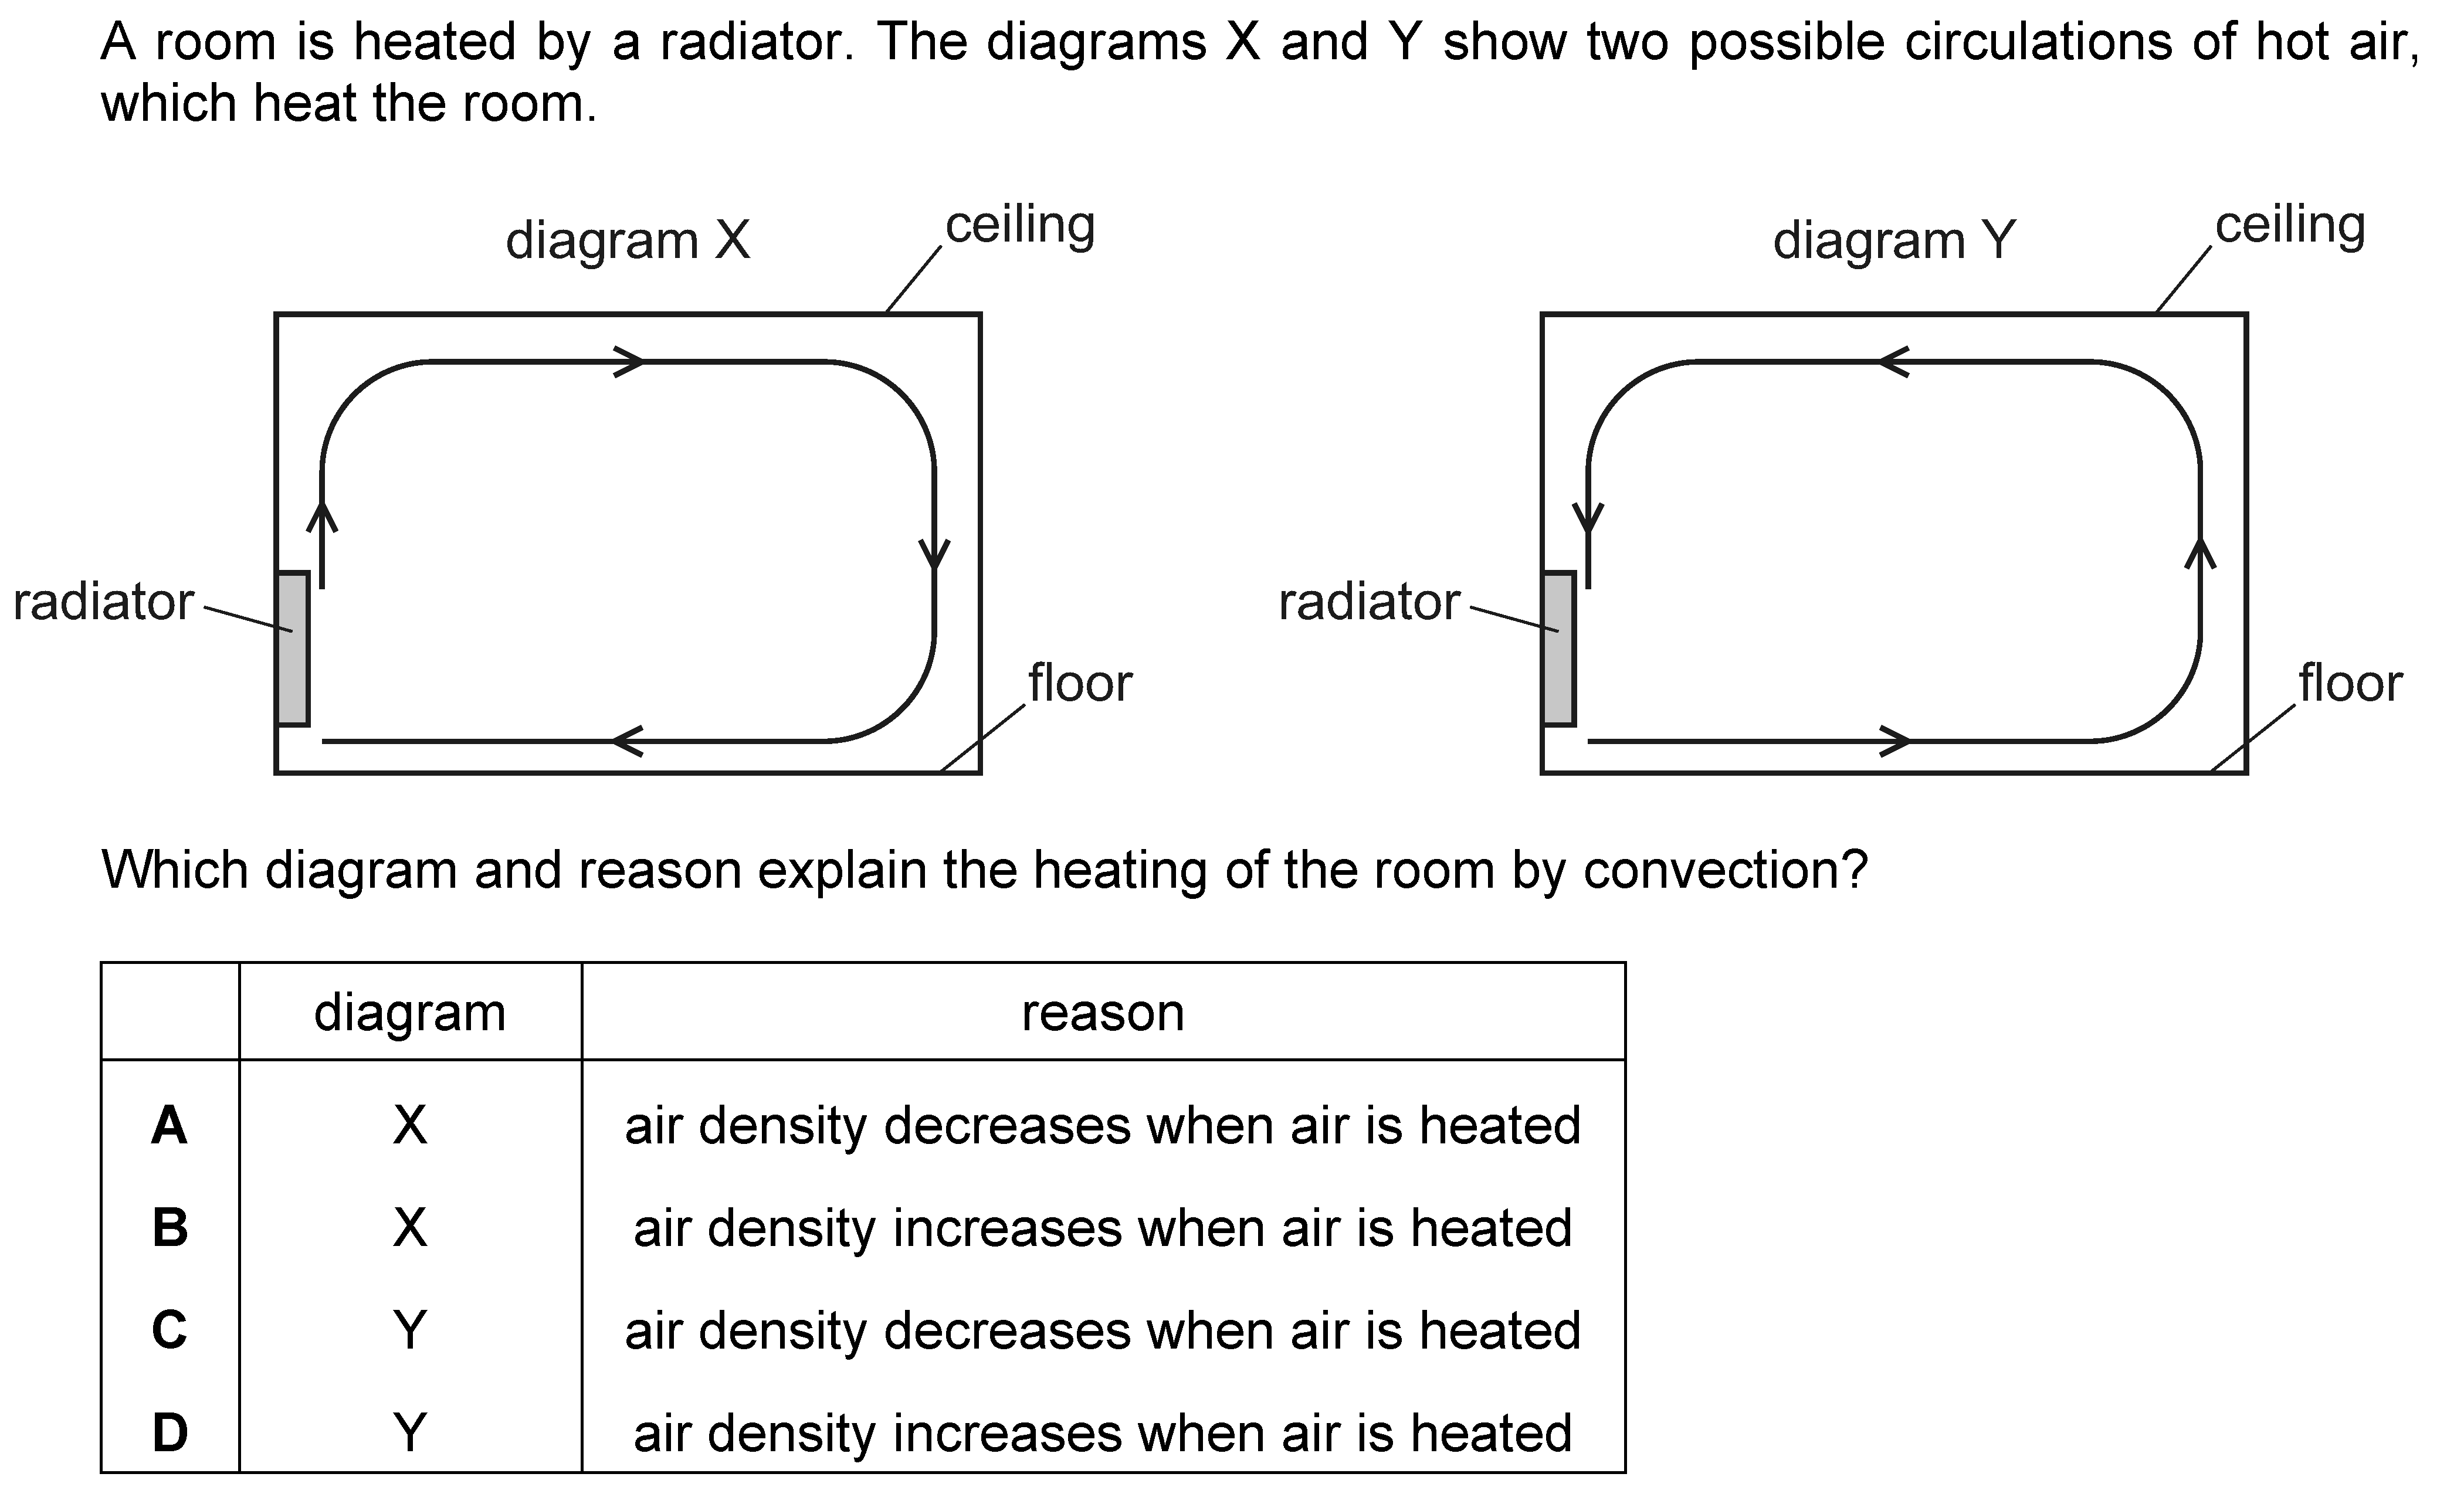 A room is heated by a radiator. The diagrams X and Y show two possible circulations of hot air,
which heat the room.
diagram X
ceiling
radiator
floor
diagram Y
ceiling
radiator
floor
Which diagram and reason explain the heating of the room by convection?
diagram reason
A X air density decreases when air is heated
B X air density increases when air is heated
C Y air density decreases when air is heated
D Y air density increases when air is heated